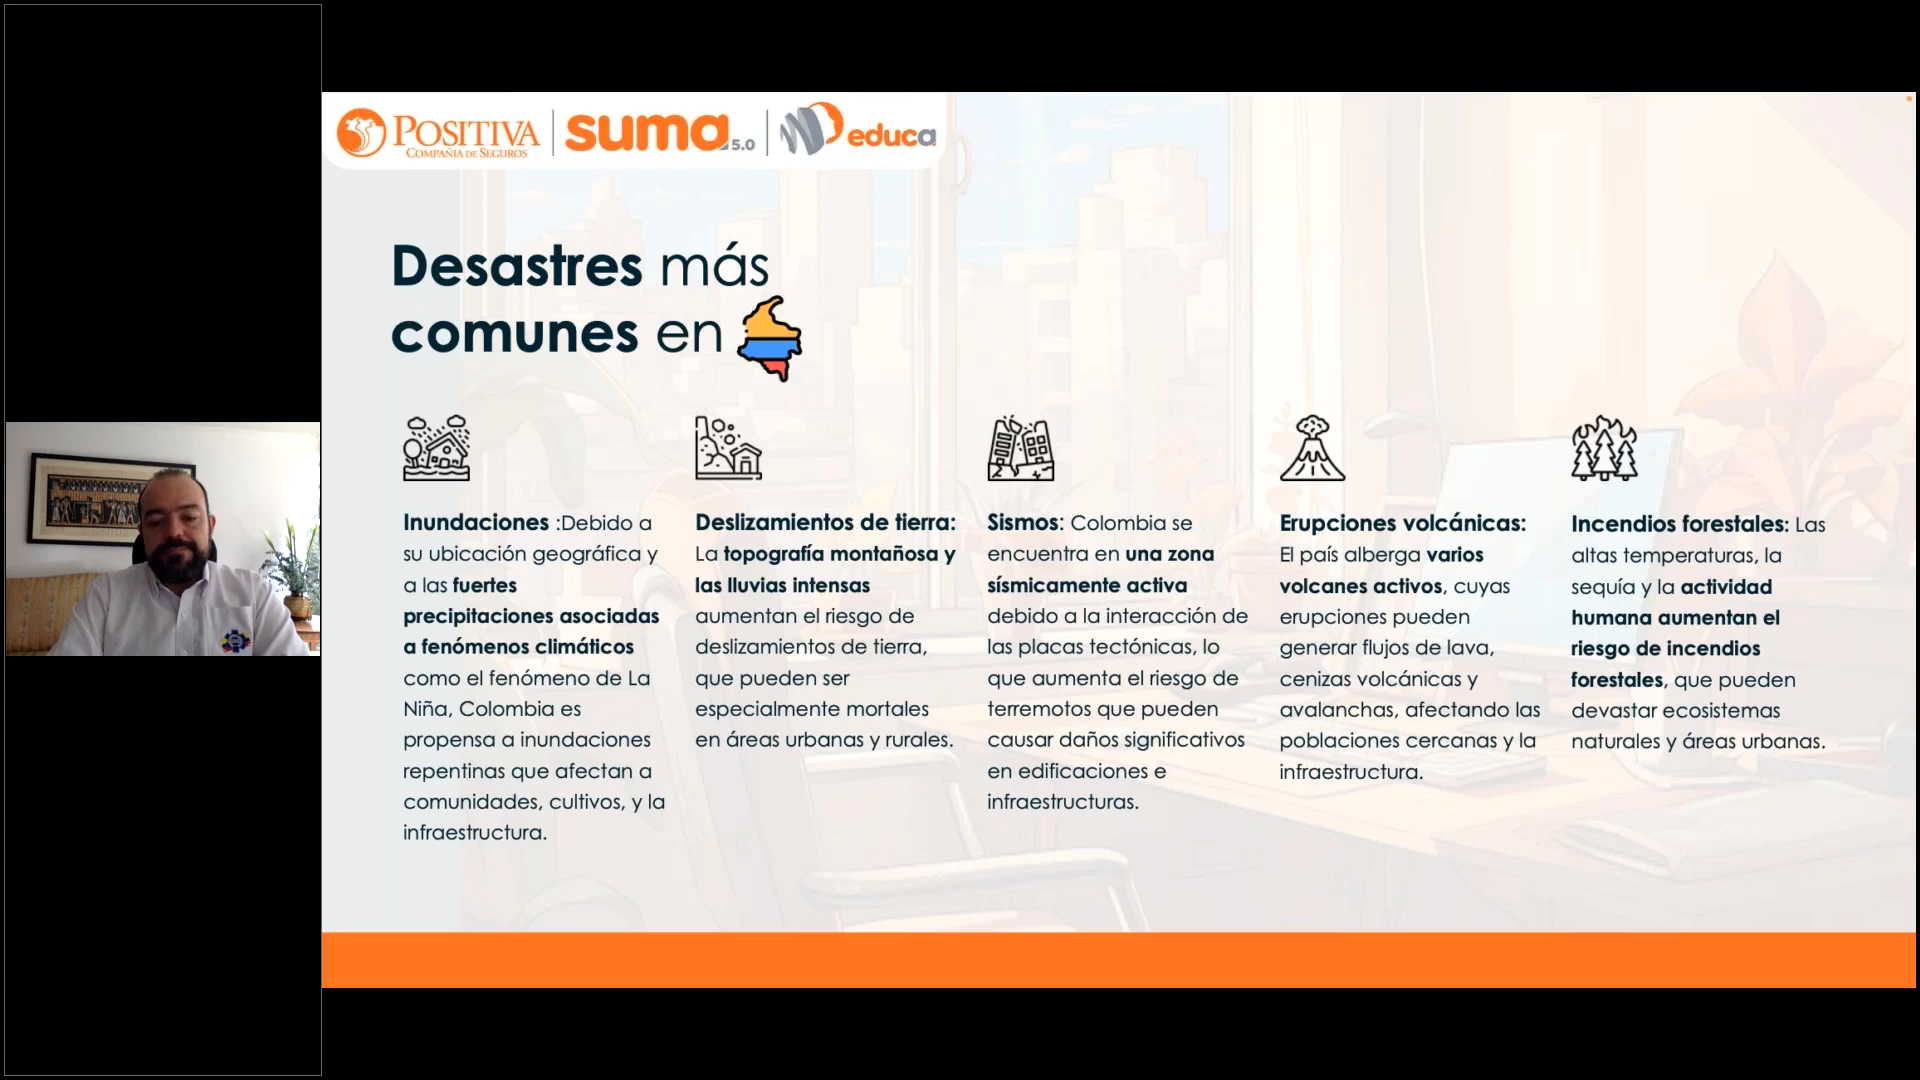 POSITIVA
COMPAÑÍA DE SEGUROS
suma 5.0
educa
Desastres más
comunes en
Inundaciones :Debido a
su ubicación geográfica y
a las fuertes
precipitaciones asociadas
a fenómenos climáticos
como el fenómeno de La
Niña, Colombia es
propensa a inundaciones
repentinas que afectan a
comunidades, cultivos, y la
infraestructura.
Deslizamientos de tierra:
La topografía montañosa y
las lluvias intensas
aumentan el riesgo de
deslizamientos de tierra,
que pueden ser
especialmente mortales
en áreas urbanas y rurales.
Sismos: Colombia se
encuentra en una zona
sísmicamente activa
debido a la interacción de
las placas tectónicas, lo
que aumenta el riesgo de
terremotos que pueden
causar daños significativos
en edificaciones e
infraestructuras.
Erupciones volcánicas:
El país alberga varios
volcanes activos, cuyas
erupciones pueden
generar flujos de lava,
cenizas volcánicas y
avalanchas, afectando las
poblaciones cercanas y la
infraestructura.
Incendios forestales: Las
altas temperaturas, la
sequía y la actividad
humana aumentan el
riesgo de incendios
forestales, que pueden
devastar ecosistemas
naturales y áreas urbanas.